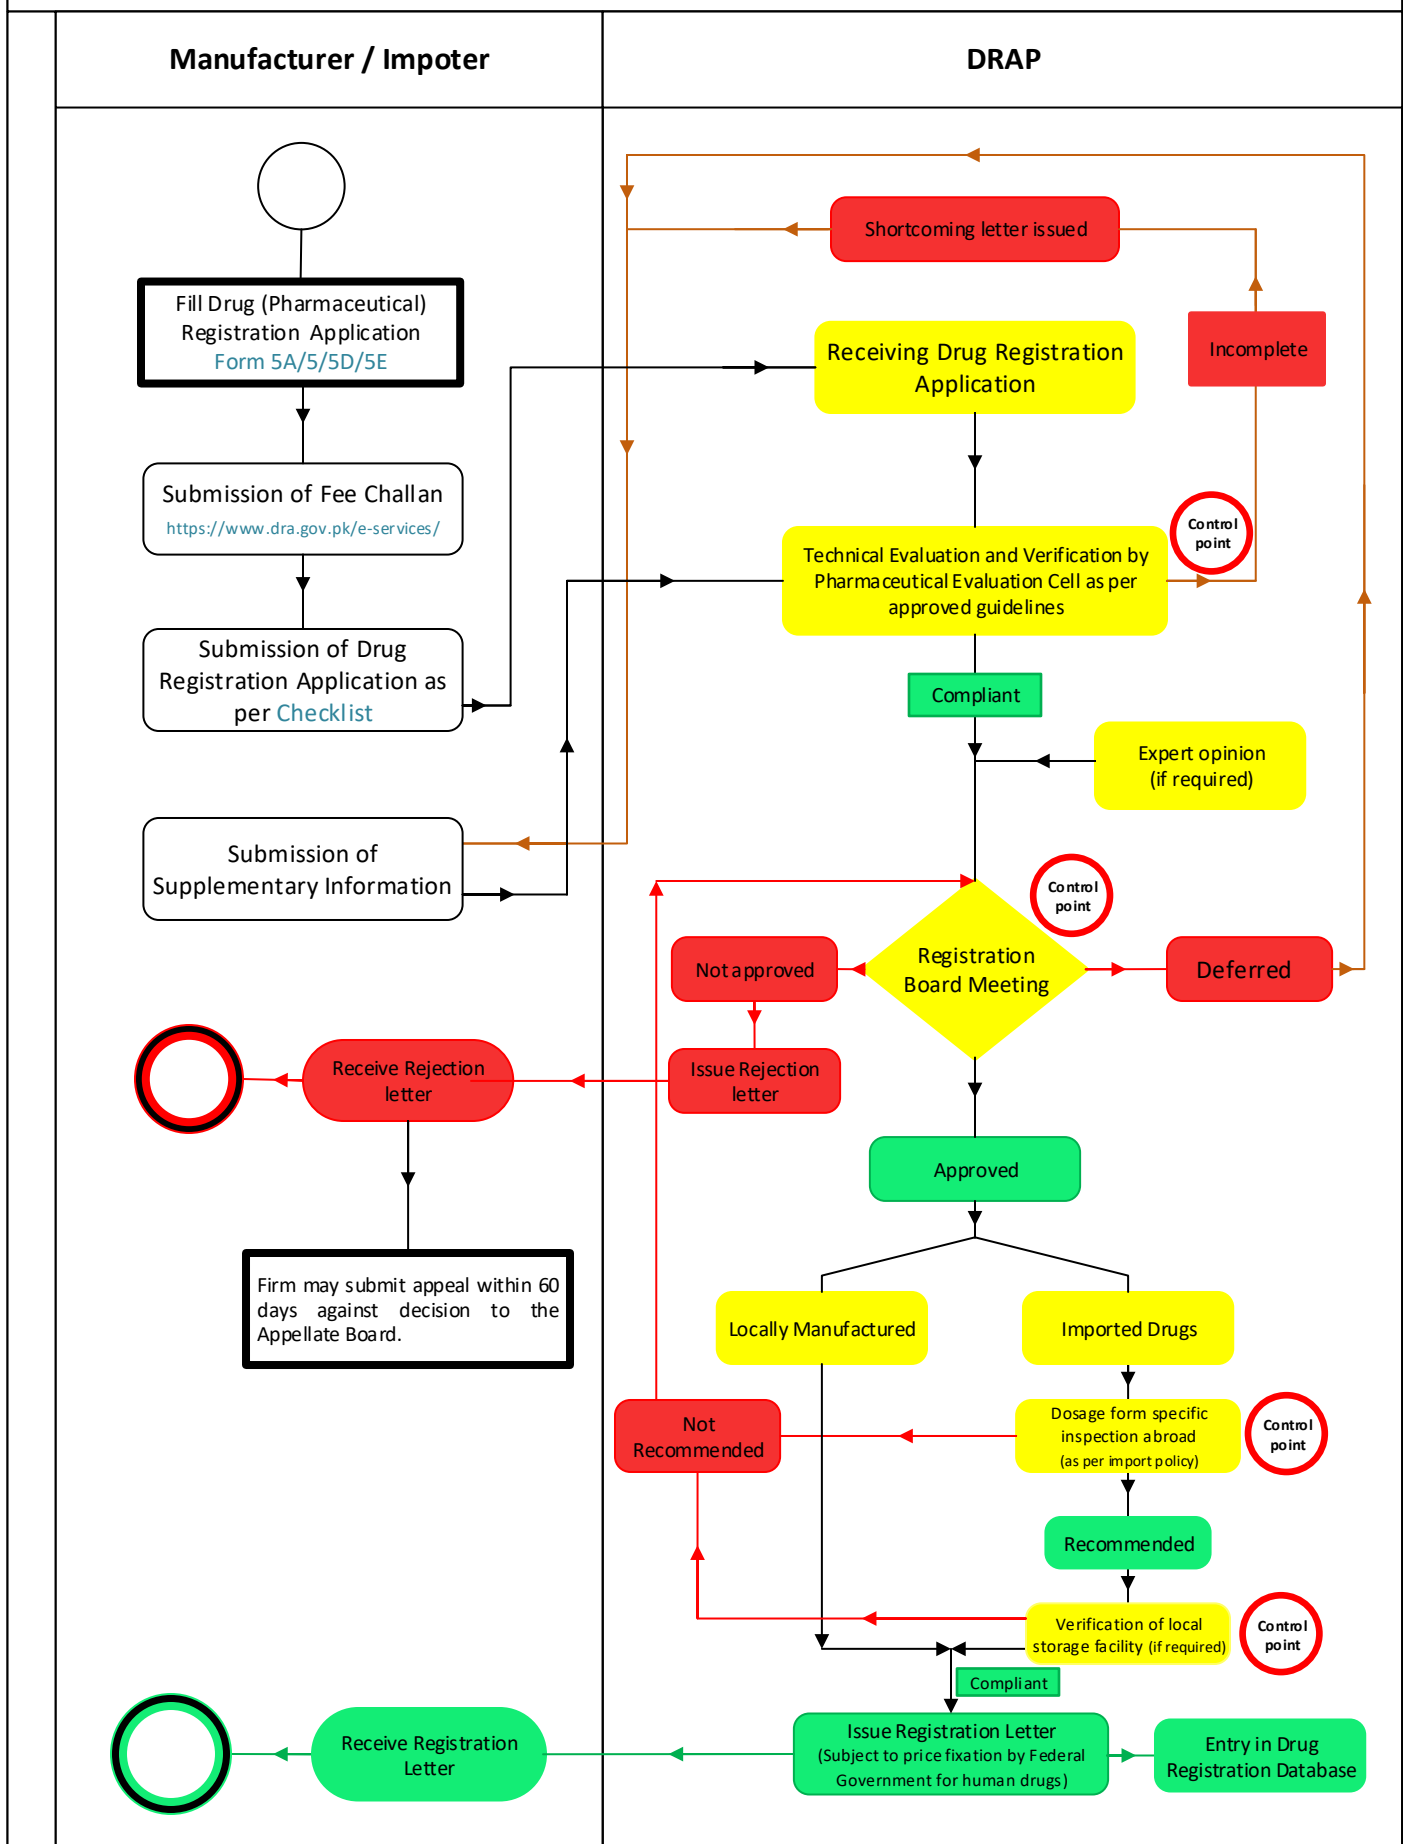 Manufacturer / Impoter
DRAP
Fill Drug (Pharmaceutical)
Registration Application
Form 5A/5/5D/5E
Submission of Fee Challan
https://www.dra.gov.pk/e-services/
Submission of Drug
Registration Application as
per Checklist
Submission of
Supplementary Information
Shortcoming letter issued
Incomplete
Receiving Drug Registration
Application
Control
point
Technical Evaluation and Verification by
Pharmaceutical Evaluation Cell as per
approved guidelines
Compliant
Expert opinion
(if required)
Control
point
Registration
Board Meeting
Not approved
Deferred
Issue Rejection
letter
Receive Rejection
letter
Firm may submit appeal within 60
days against decision to the
Appellate Board.
Approved
Locally Manufactured
Imported Drugs
Not
Recommended
Dosage form specific
inspection abroad
(as per import policy)
Control
point
Recommended
Verification of local
storage facility (if required)
Control
point
Compliant
Issue Registration Letter
(Subject to price fixation by Federal
Government for human drugs)
Entry in Drug
Registration Database
Receive Registration
Letter